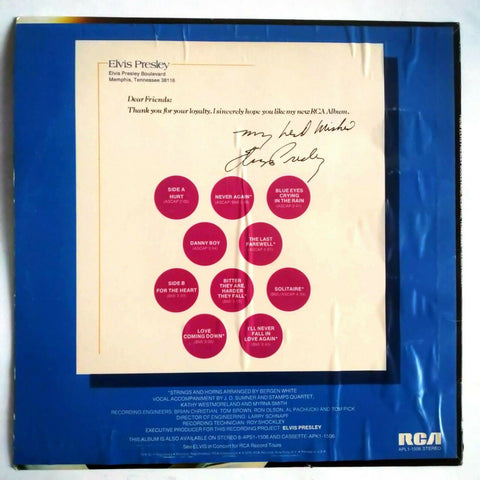 Elvis Presley
Elvis Presley Boulevard
Memphis, Tennessee 38116
Dear Friends:
Thank you for your loyalty. I sincerely hope you like my new RCA Album.
my best wishes
Elvis Presley
SIDE A
HURT
(ASCAP 2:05)
NEVER AGAIN*
BLUE EYES
CRYING
IN THE RAIN
DANNY BOY
THE LAST
FAREWELL*
SIDE B
FOR THE HEART
BITTER
THEY ARE,
HARDER
THEY FALL*
SOLITAIRE*
LOVE
COMING DOWN*
I'LL NEVER
FALL IN
LOVE AGAIN*
*STRINGS AND HORNS ARRANGED BY BERGEN WHITE
VOCAL ACCOMPANIMENT BY J. D. SUMNER AND STAMPS QUARTET,
KATHY WESTMORELAND AND MYRNA SMITH
RECORDING ENGINEERS: BRIAN CHRISTIAN, TOM BROWN, RON OLSON, AL PACHUCKI AND TOM PICK
DIRECTOR OF ENGINEERING - LARRY SCHNAPF
RECORDING TECHNICIAN: ROY SHOCKLEY
EXECUTIVE PRODUCER FOR THIS RECORDING PROJECT: ELVIS PRESLEY
THIS ALBUM IS ALSO AVAILABLE ON STEREO 8-APS1-1506 AND CASSETTE-APK1-1506
See ELVIS in Concert for RCA Record Tours
RCA
APL1-1506 STEREO